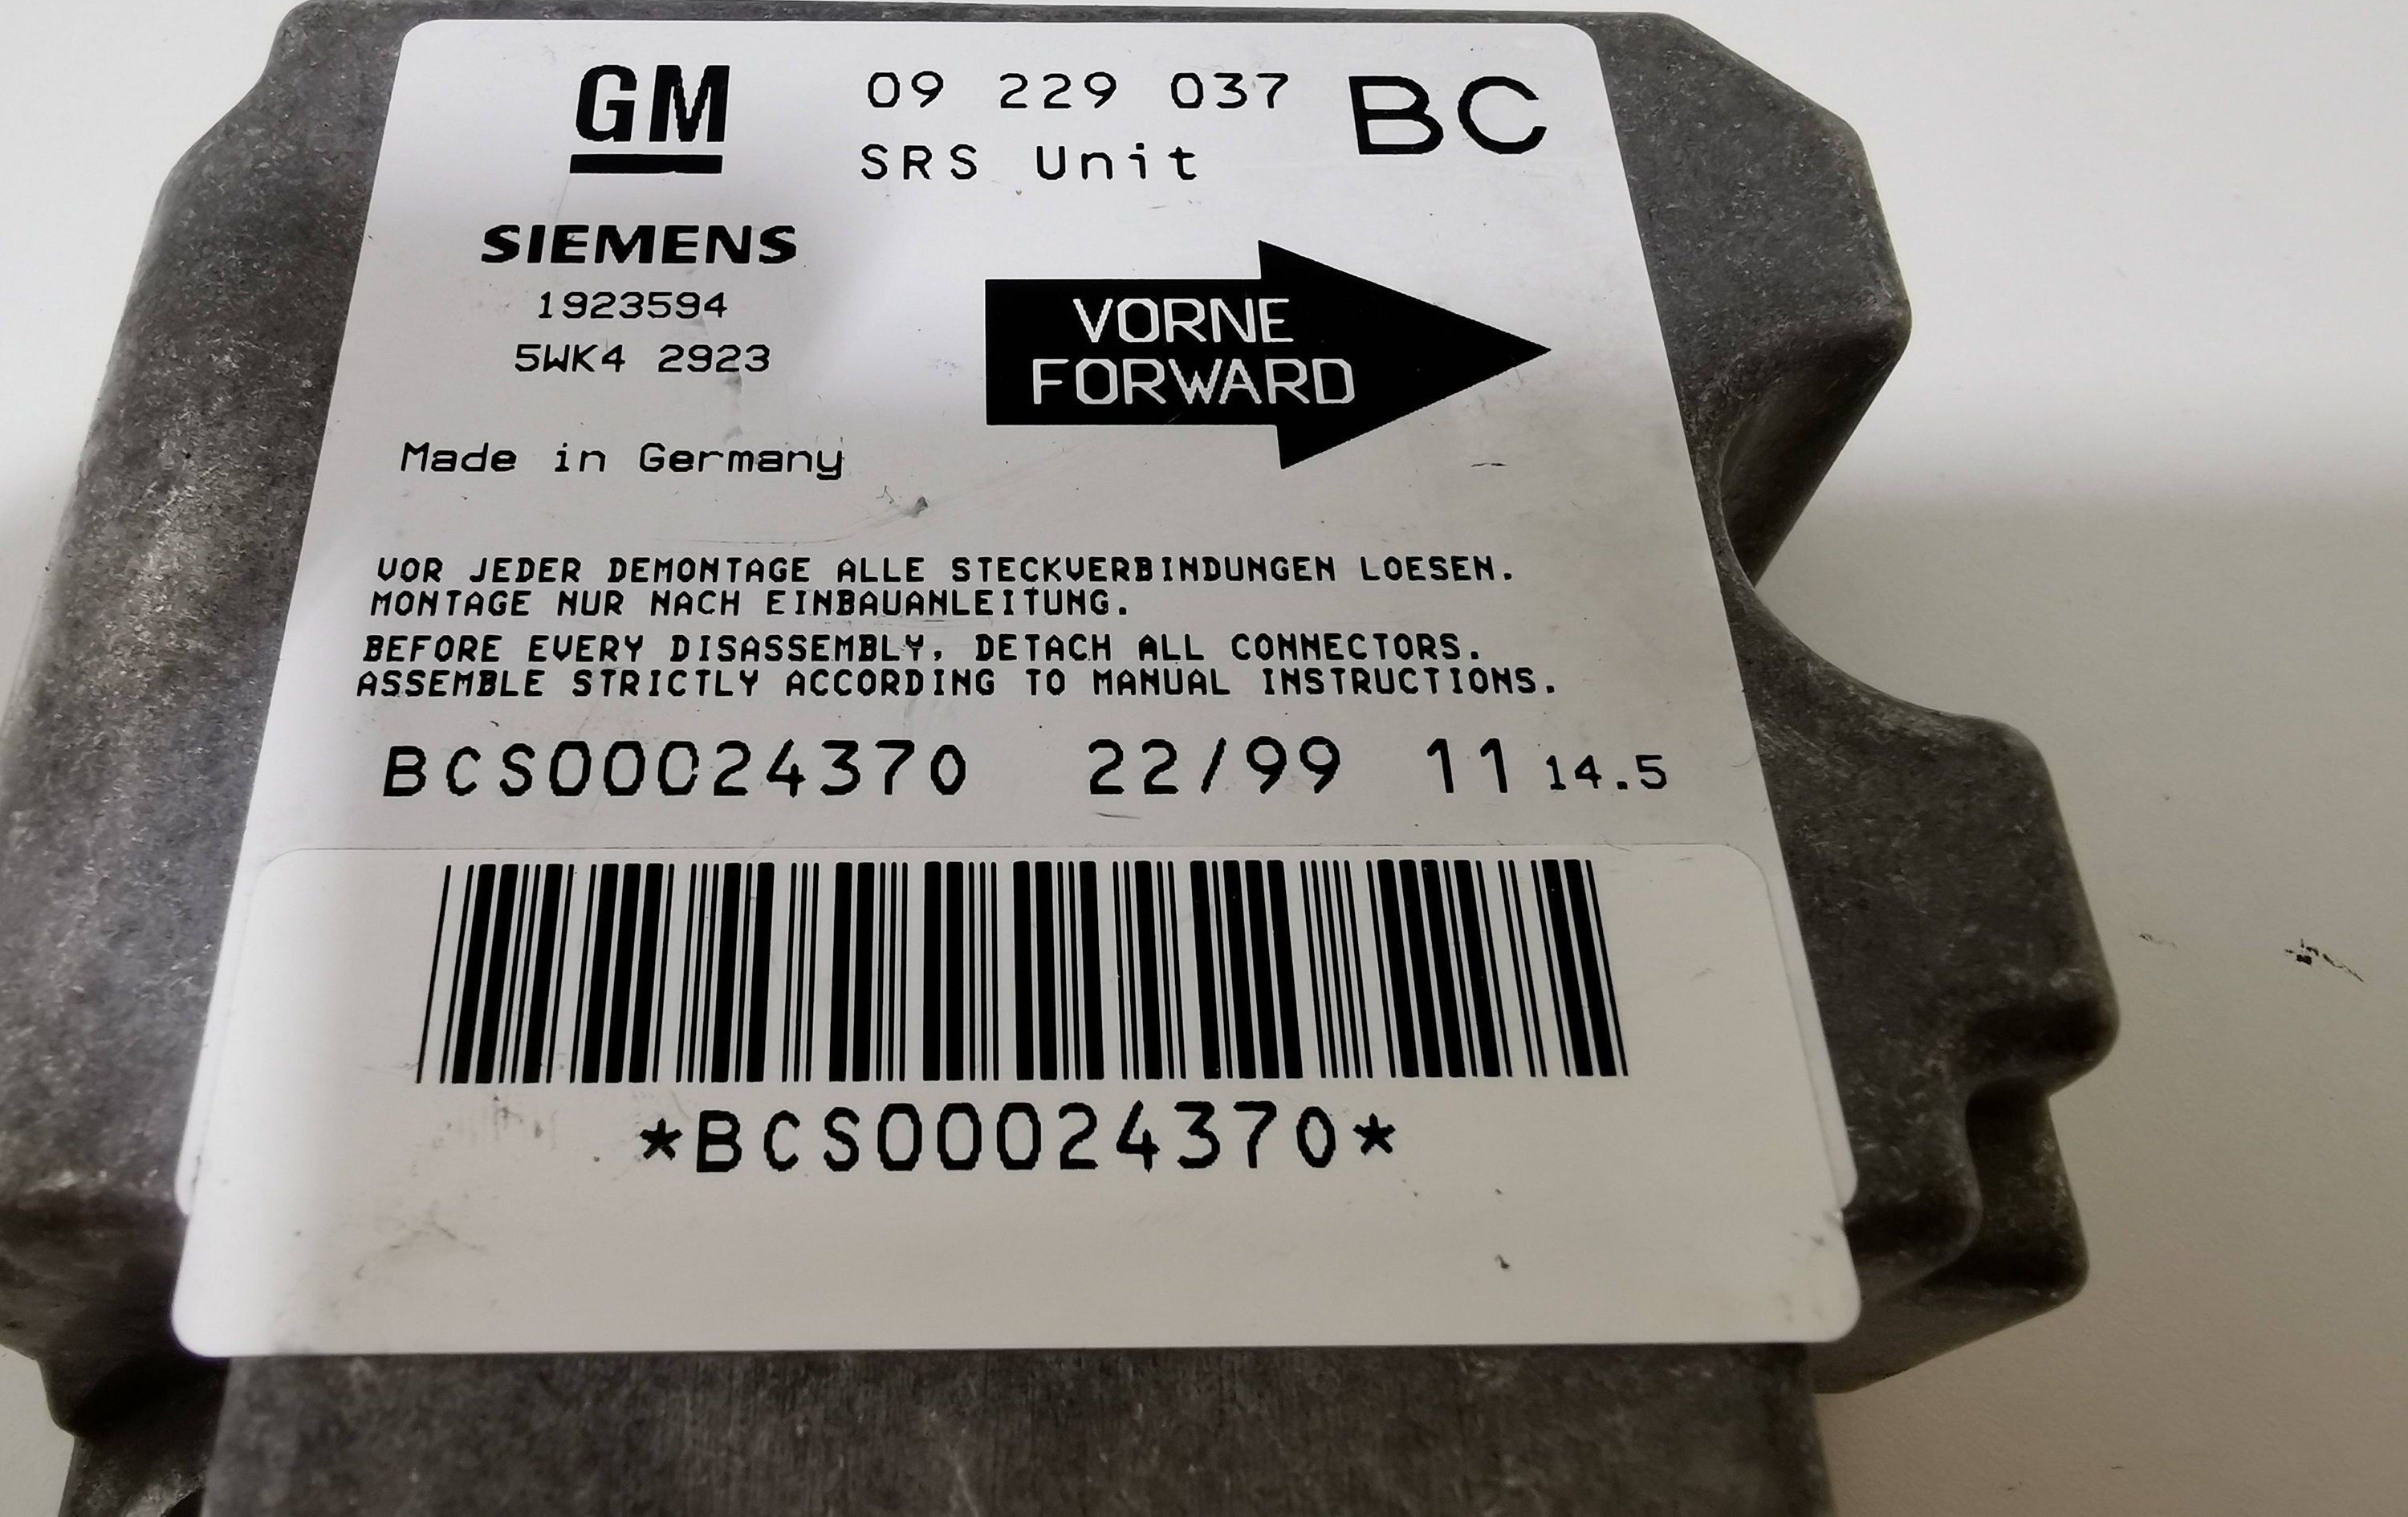 GM 09 229 037 BC
SRS Unit
SIEMENS
1923594
5WK4 2923
VORNE
FORWARD
Made in Germany
VOR JEDER DEMONTAGE ALLE STECKVERBINDUNGEN LOESEN.
MONTAGE NUR NACH EINBAUANLEITUNG.
BEFORE EVERY DISASSEMBLY, DETACH ALL CONNECTORS.
ASSEMBLE STRICTLY ACCORDING TO MANUAL INSTRUCTIONS.
BCS00024370 22/99 11 14.5
*BCS00024370*